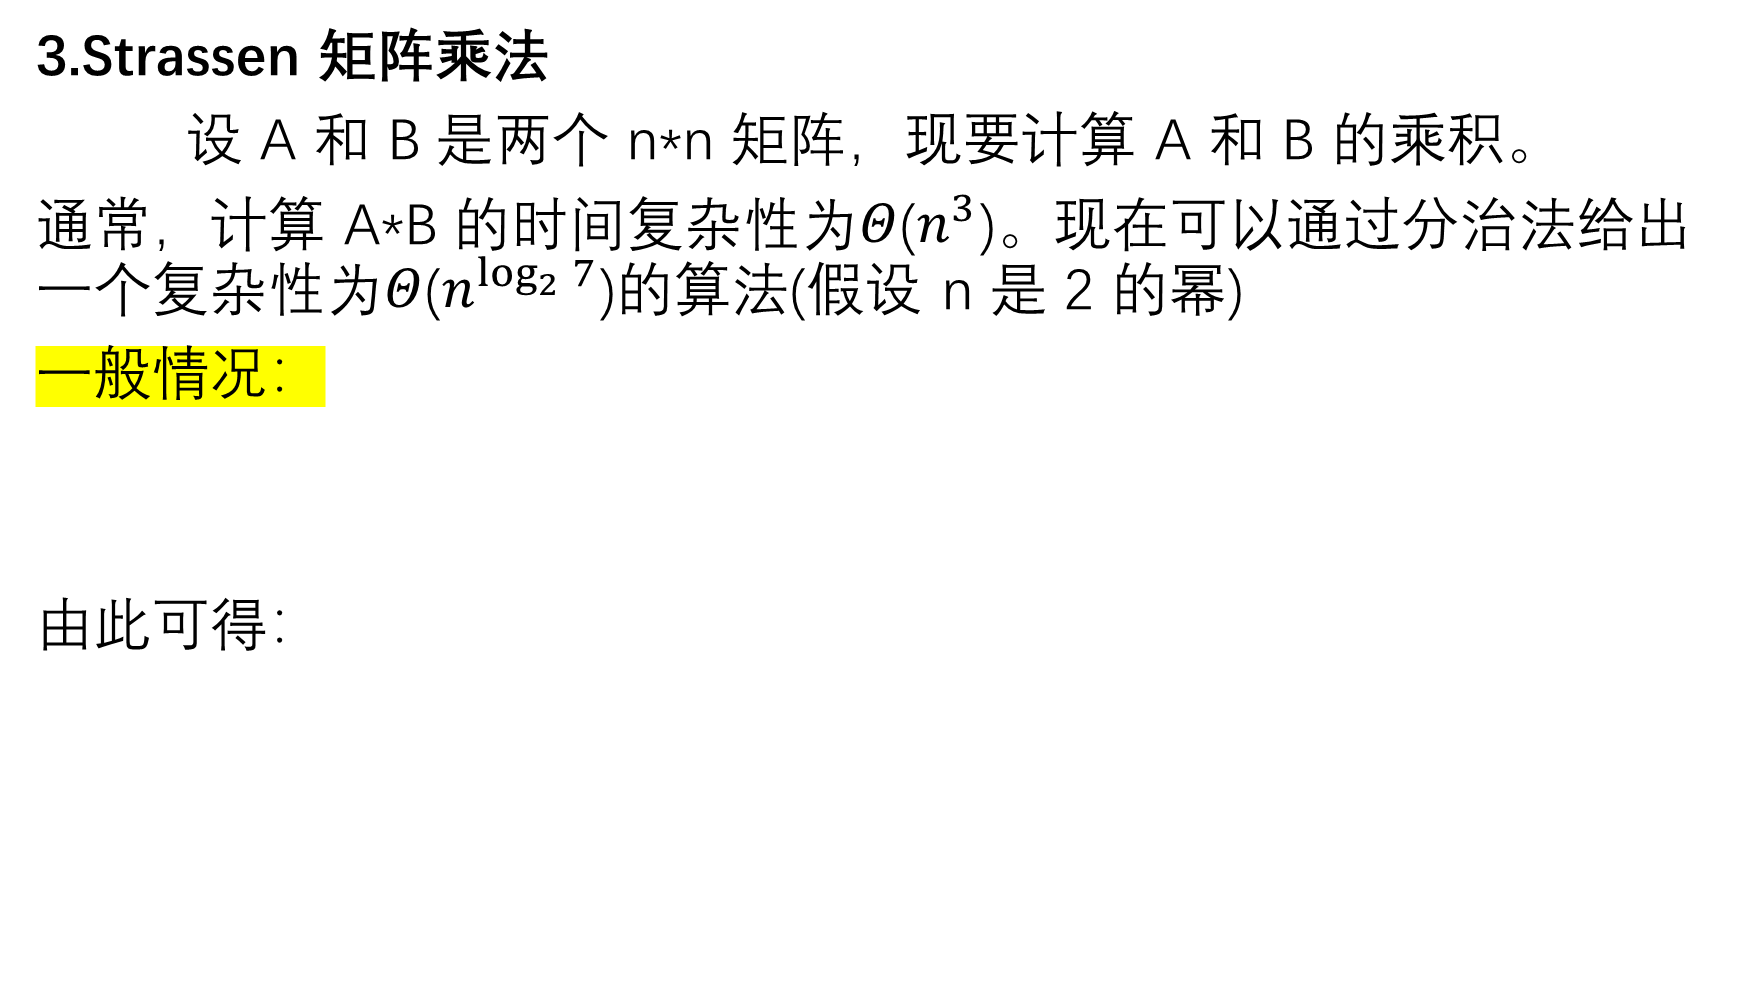 3.Strassen 矩阵乘法
设 A 和 B 是两个 n*n 矩阵，现要计算 A 和 B 的乘积。
通常，计算 A*B 的时间复杂性为𝛩(𝑛³)。现在可以通过分治法给出
一个复杂性为𝛩(𝑛^log₂ 7)的算法(假设 n 是 2 的幂)
一般情况：
由此可得：